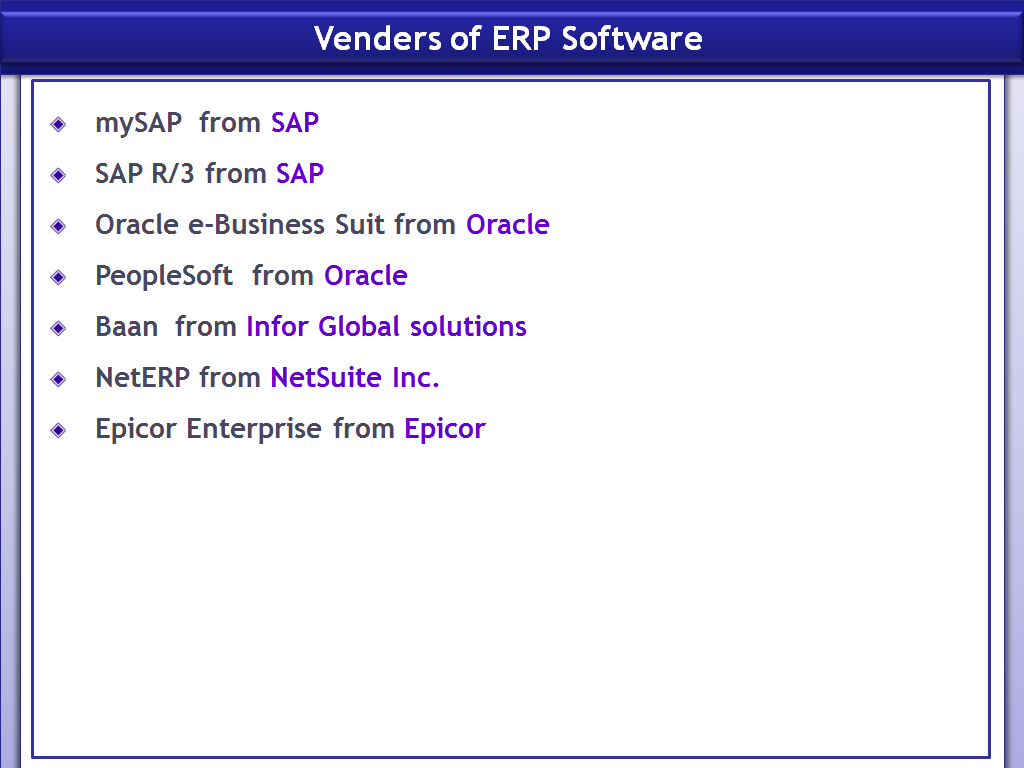 Venders of ERP Software
mySAP from SAP
SAP R/3 from SAP
Oracle e-Business Suit from Oracle
PeopleSoft from Oracle
Baan from Infor Global solutions
NetERP from NetSuite Inc.
Epicor Enterprise from Epicor